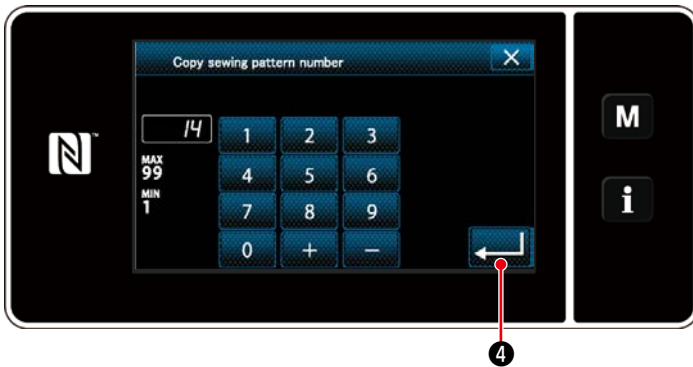 Copy sewing pattern number
14
MAX
99
MIN
1
1 2 3
4 5 6
7 8 9
0 + −
M
i
N
4